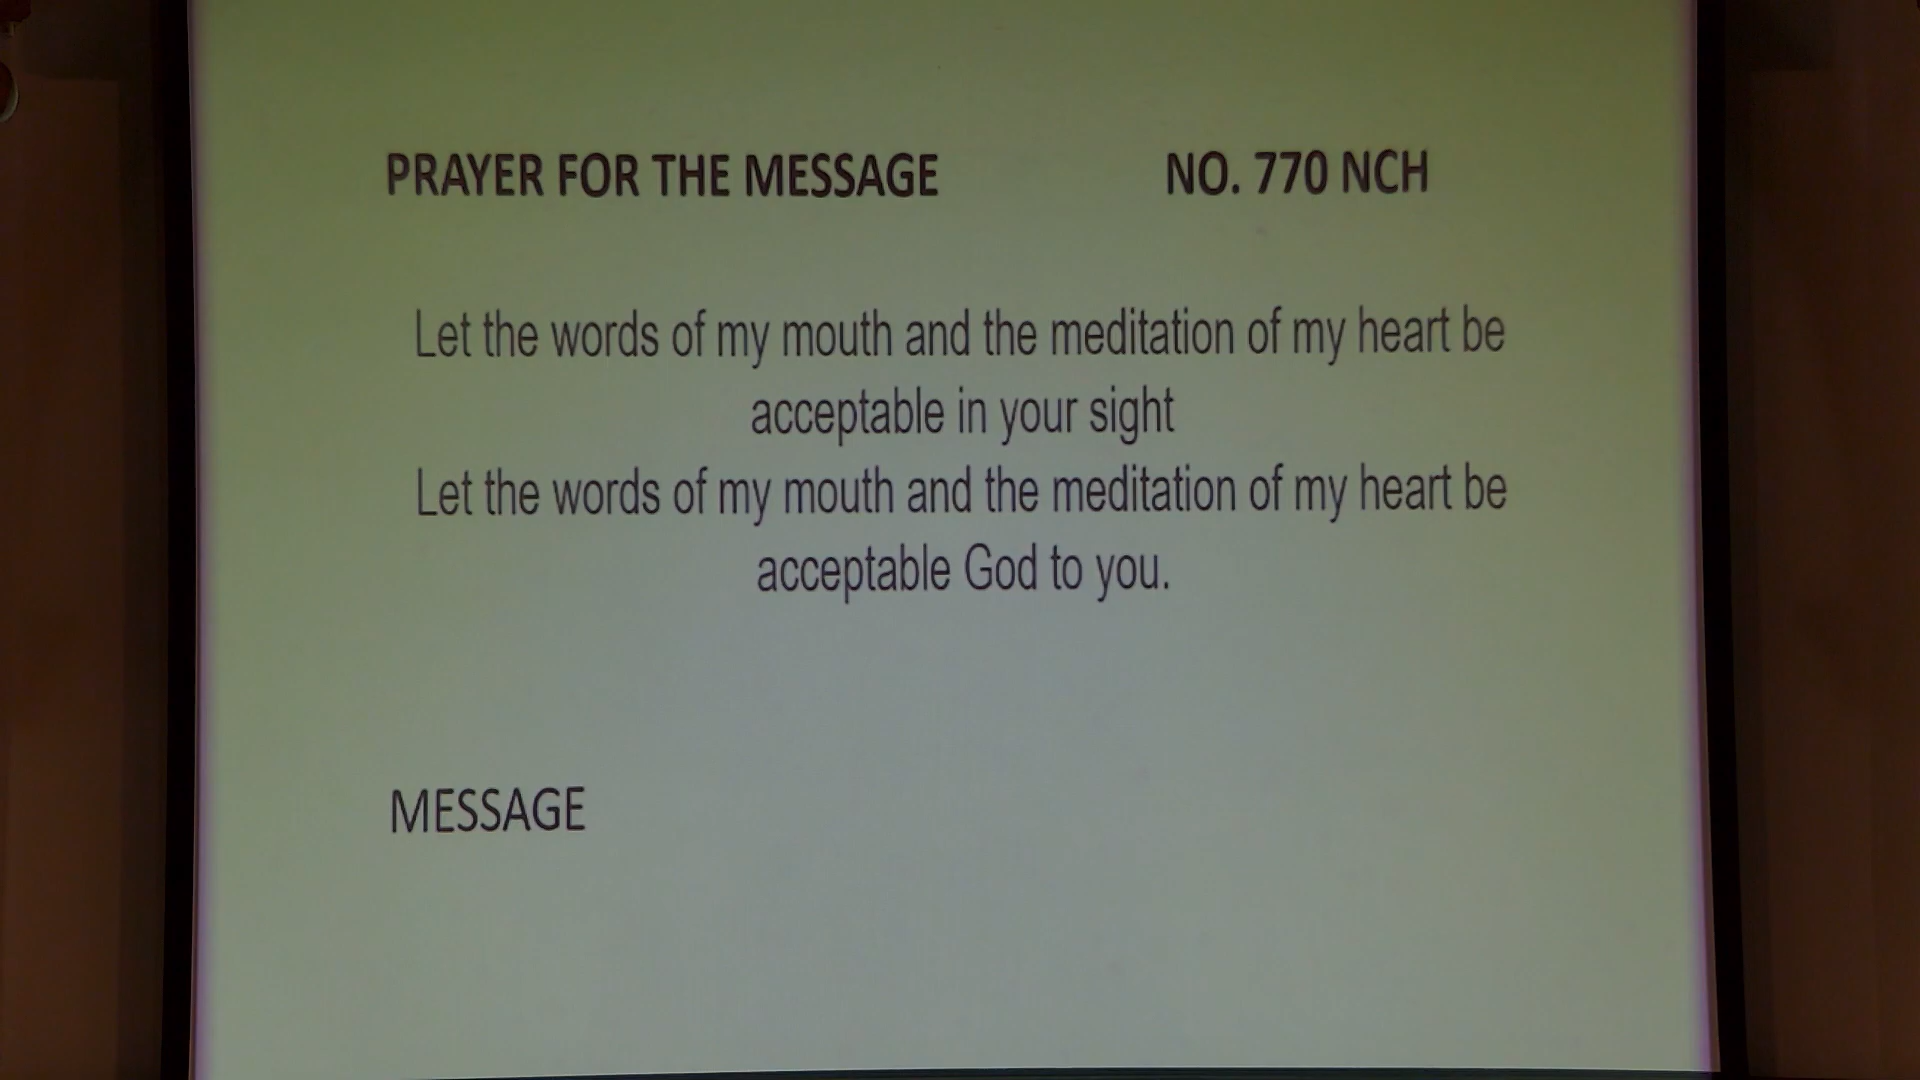 PRAYER FOR THE MESSAGE NO. 770 NCH
Let the words of my mouth and the meditation of my heart be
acceptable in your sight
Let the words of my mouth and the meditation of my heart be
acceptable God to you.
MESSAGE